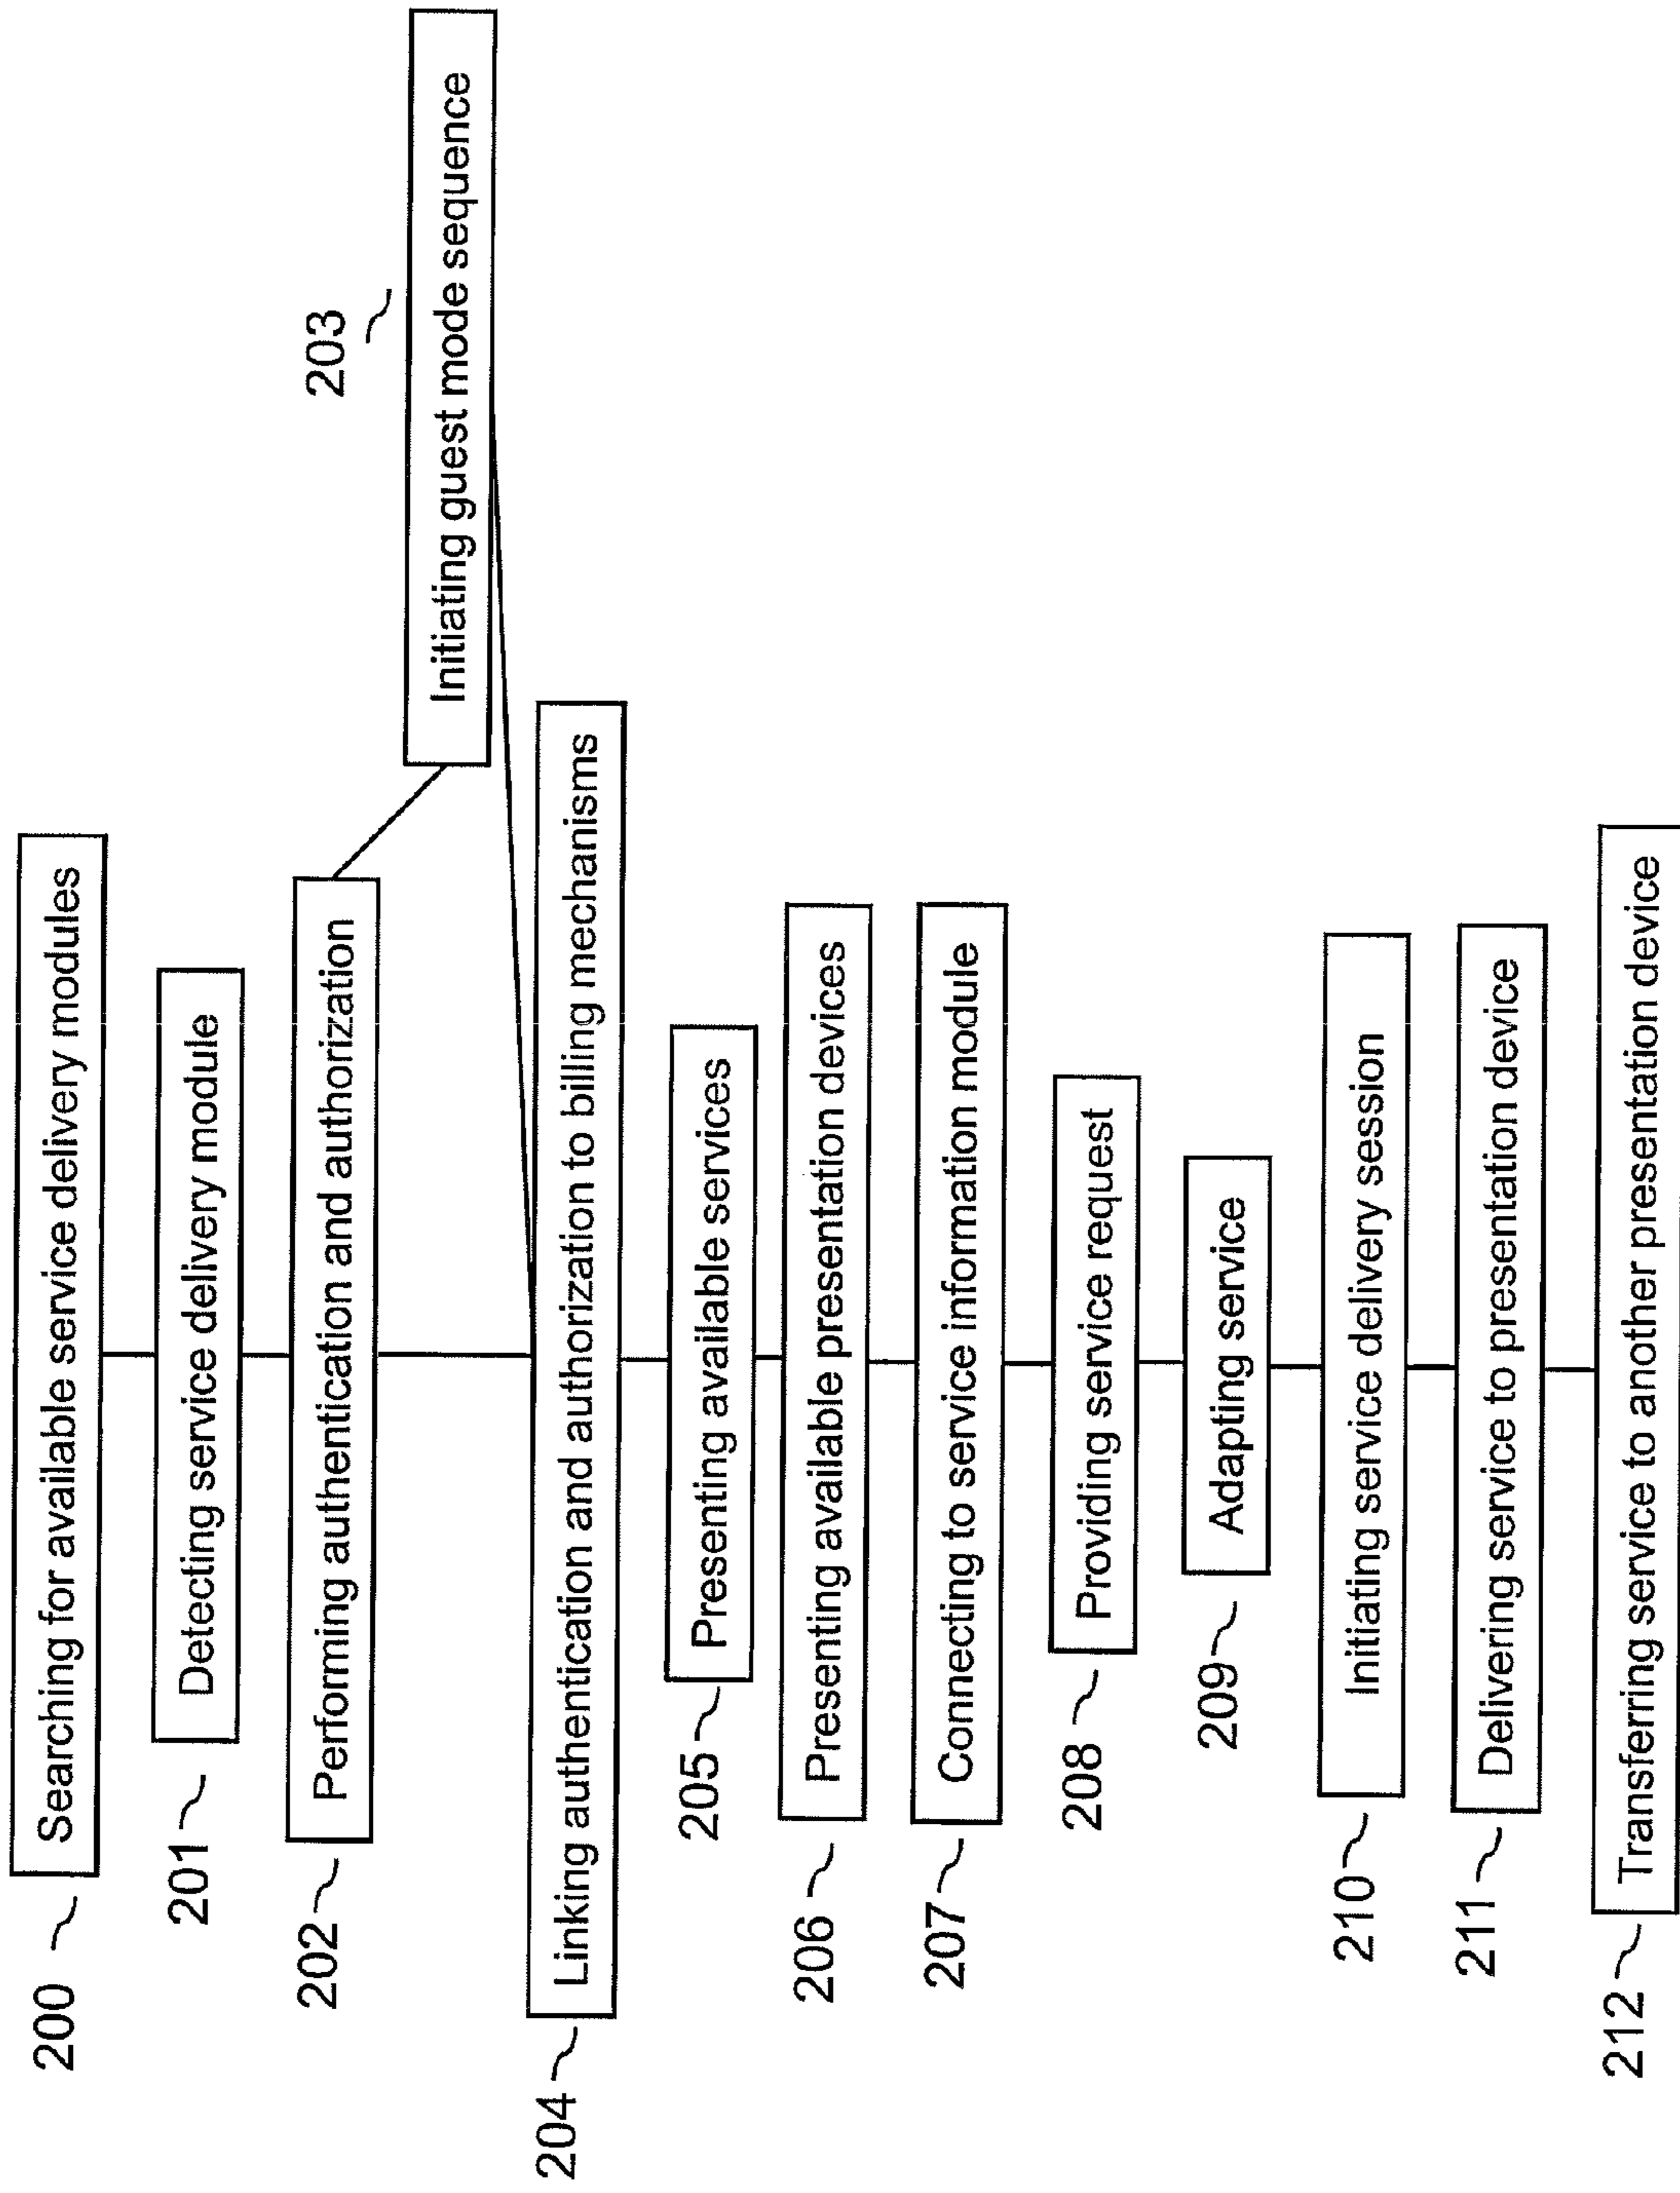 200
Searching for available service delivery modules
201
Detecting service delivery module
202
Performing authentication and authorization
203
Initiating guest mode sequence
204
Linking authentication and authorization to billing mechanisms
205
Presenting available services
206
Presenting available presentation devices
207
Connecting to service information module
208
Providing service request
209
Adapting service
210
Initiating service delivery session
211
Delivering service to presentation device
212
Transferring service to another presentation device